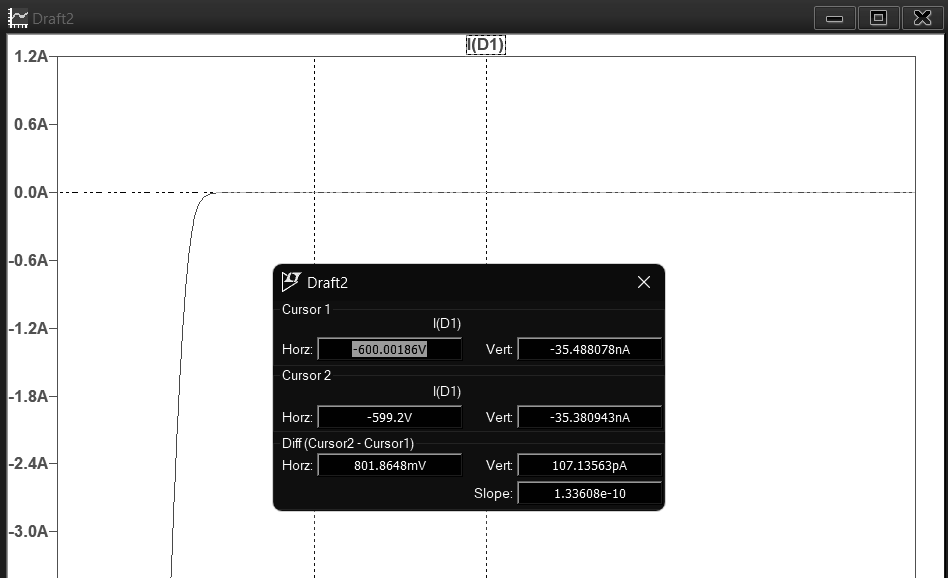 Draft2
I(D1)
1.2A
0.6A
0.0A
-0.6A
-1.2A
-1.8A
-2.4A
-3.0A
Draft2
Cursor 1
I(D1)
Horz: -600.00186V Vert: -35.488078nA
Cursor 2
I(D1)
Horz: -599.2V Vert: -35.380943nA
Diff (Cursor2 - Cursor1)
Horz: 801.8648mV Vert: 107.13563pA
Slope: 1.33608e-10